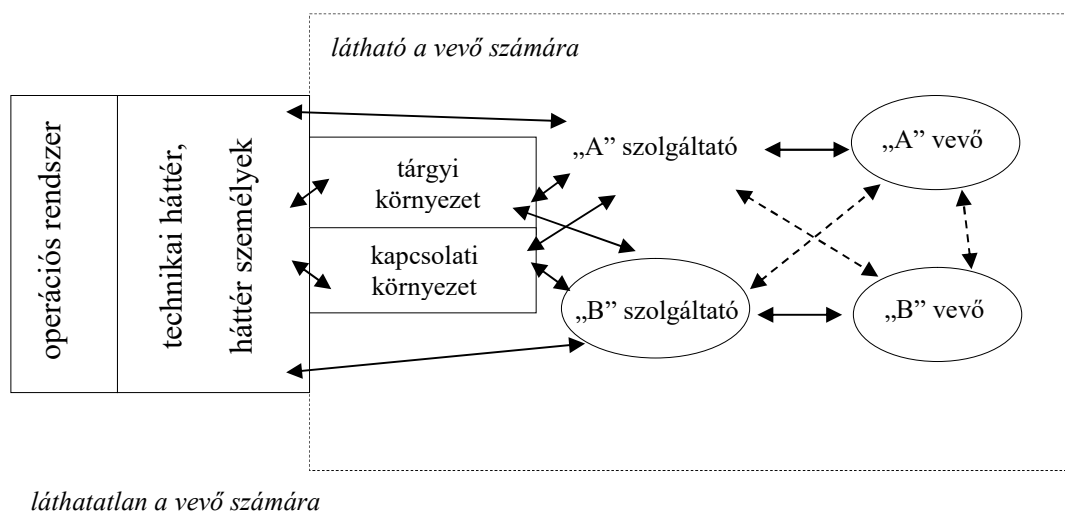 látható a vevő számára
operációs rendszer
technikai háttér,
háttér személyek
tárgyi
környezet
kapcsolati
környezet
„A” szolgáltató
„A” vevő
„B” szolgáltató
„B” vevő
láthatatlan a vevő számára